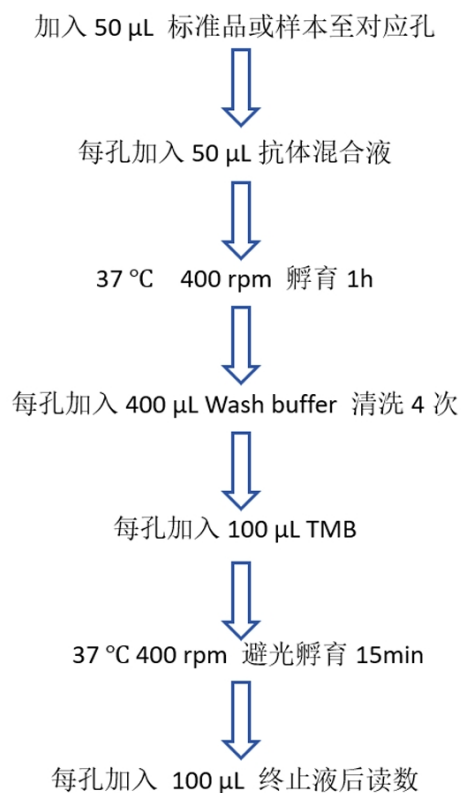 加入 50 μL 标准品或样本至对应孔
每孔加入 50 μL 抗体混合液
37 ℃ 400 rpm 孵育 1h
每孔加入 400 μL Wash buffer 清洗 4 次
每孔加入 100 μL TMB
37 ℃ 400 rpm 避光孵育 15min
每孔加入 100 μL 终止液后读数